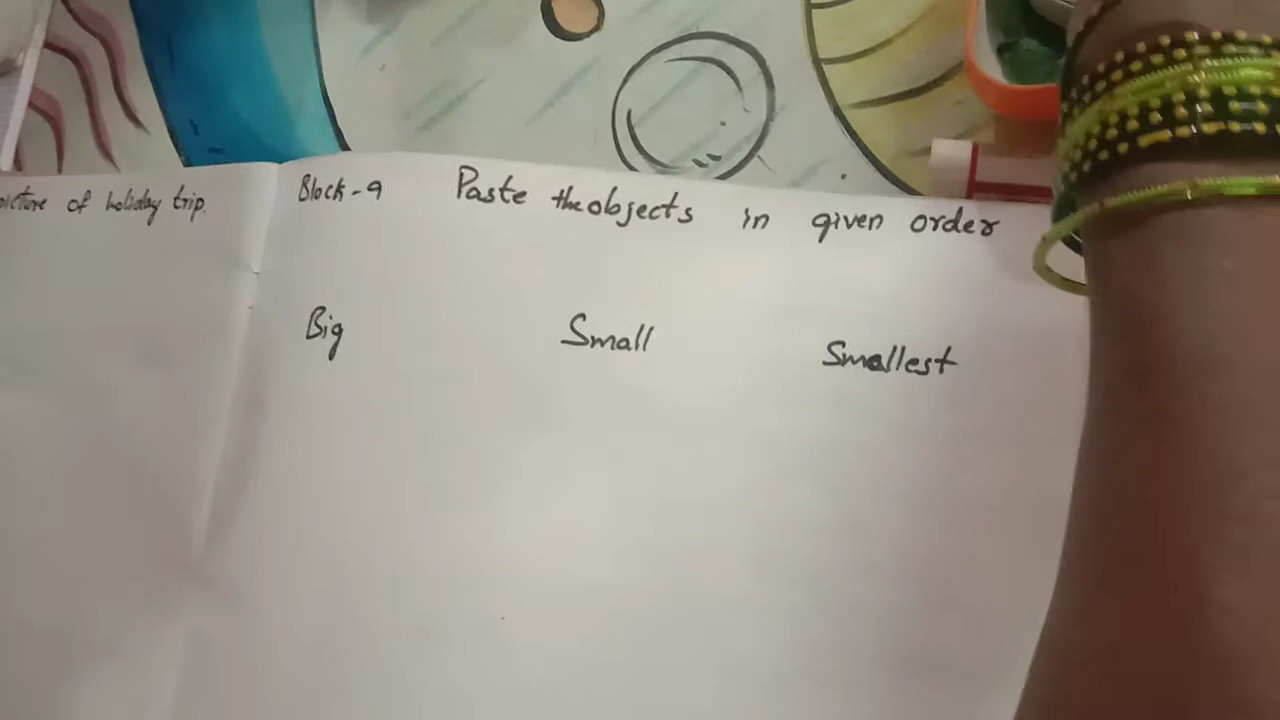 picture of holiday trip.
Block-9 Paste the objects in given order
Big Small Smallest